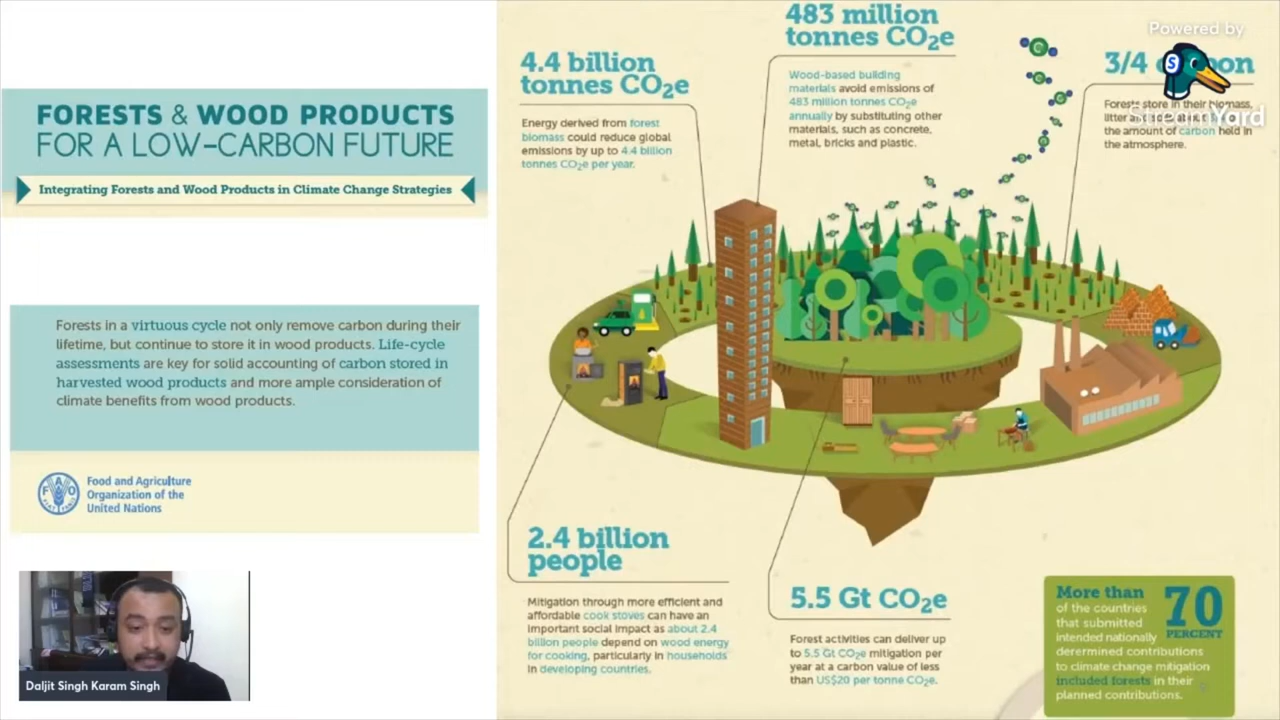 FORESTS & WOOD PRODUCTS
FOR A LOW-CARBON FUTURE
Integrating Forests and Wood Products in Climate Change Strategies
Forests in a virtuous cycle not only remove carbon during their
lifetime, but continue to store it in wood products. Life-cycle
assessments are key for solid accounting of carbon stored in
harvested wood products and more ample consideration of
climate benefits from wood products.
FAO
FIAT PANIS
Food and Agriculture
Organization of the
United Nations
Daljit Singh Karam Singh
4.4 billion
tonnes CO2e
Energy derived from forest
biomass could reduce global
emissions by up to 4.4 billion
tonnes CO2e per year.
483 million
tonnes CO2e
Wood-based building
materials avoid emissions of
483 million tonnes CO2e
annually by substituting other
materials, such as concrete,
metal, bricks and plastic.
Powered by
S
StreamYard
3/4
Forests store in their biomass,
litter
the amount of carbon held in
the atmosphere.
2.4 billion
people
Mitigation through more efficient and
affordable cook stoves can have an
important social impact as about 2.4
billion people depend on wood energy
for cooking, particularly in households
in developing countries.
5.5 Gt CO2e
Forest activities can deliver up
to 5.5 Gt CO2e mitigation per
year at a carbon value of less
than US$20 per tonne CO2e.
More than 70
PERCENT
of the countries
that submitted
intended nationally
derermined contributions
to climate change mitigation
included forests in their
planned contributions.